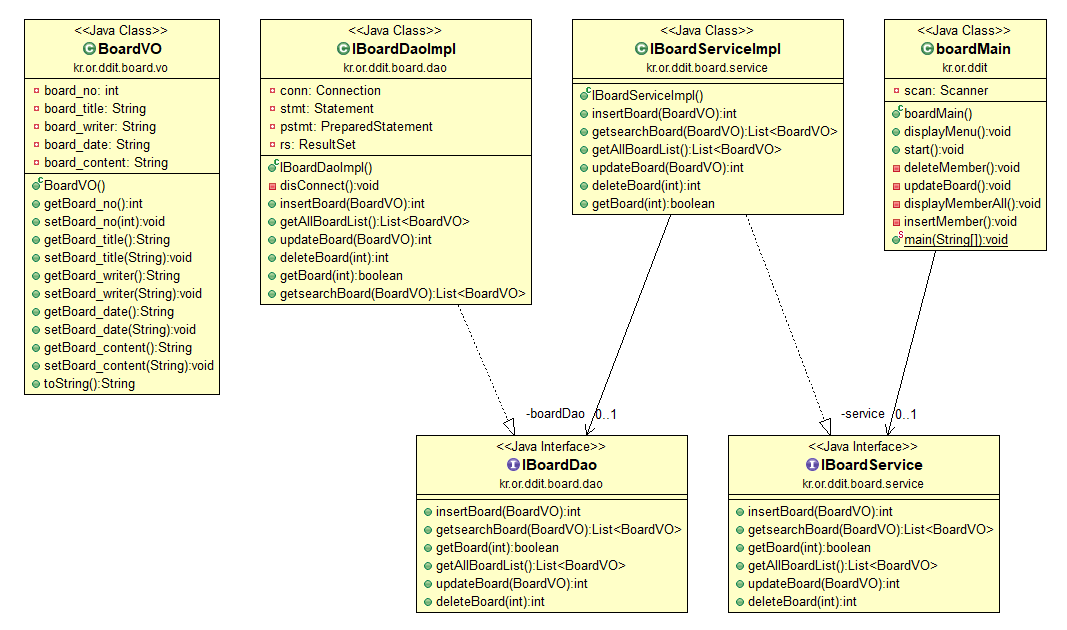 <<Java Class>>
BoardVO
kr.or.ddit.board.vo
board_no: int
board_title: String
board_writer: String
board_date: String
board_content: String
BoardVO()
getBoard_no():int
setBoard_no(int):void
getBoard_title():String
setBoard_title(String):void
getBoard_writer():String
setBoard_writer(String):void
getBoard_date():String
setBoard_date(String):void
getBoard_content():String
setBoard_content(String):void
toString():String
<<Java Class>>
IBoardDaoImpl
kr.or.ddit.board.dao
conn: Connection
stmt: Statement
pstmt: PreparedStatement
rs: ResultSet
IBoardDaoImpl()
disConnect():void
insertBoard(BoardVO):int
getAllBoardList():List<BoardVO>
updateBoard(BoardVO):int
deleteBoard(int):int
getBoard(int):boolean
getsearchBoard(BoardVO):List<BoardVO>
<<Java Class>>
IBoardServiceImpl
kr.or.ddit.board.service
IBoardServiceImpl()
insertBoard(BoardVO):int
getsearchBoard(BoardVO):List<BoardVO>
getAllBoardList():List<BoardVO>
updateBoard(BoardVO):int
deleteBoard(int):int
getBoard(int):boolean
<<Java Class>>
boardMain
kr.or.ddit
scan: Scanner
boardMain()
displayMenu():void
start():void
deleteMember():void
updateBoard():void
displayMemberAll():void
insertMember():void
main(String[]):void
-boardDao 0..1
-service 0..1
<<Java Interface>>
IBoardDao
kr.or.ddit.board.dao
insertBoard(BoardVO):int
getsearchBoard(BoardVO):List<BoardVO>
getBoard(int):boolean
getAllBoardList():List<BoardVO>
updateBoard(BoardVO):int
deleteBoard(int):int
<<Java Interface>>
IBoardService
kr.or.ddit.board.service
insertBoard(BoardVO):int
getsearchBoard(BoardVO):List<BoardVO>
getBoard(int):boolean
getAllBoardList():List<BoardVO>
updateBoard(BoardVO):int
deleteBoard(int):int